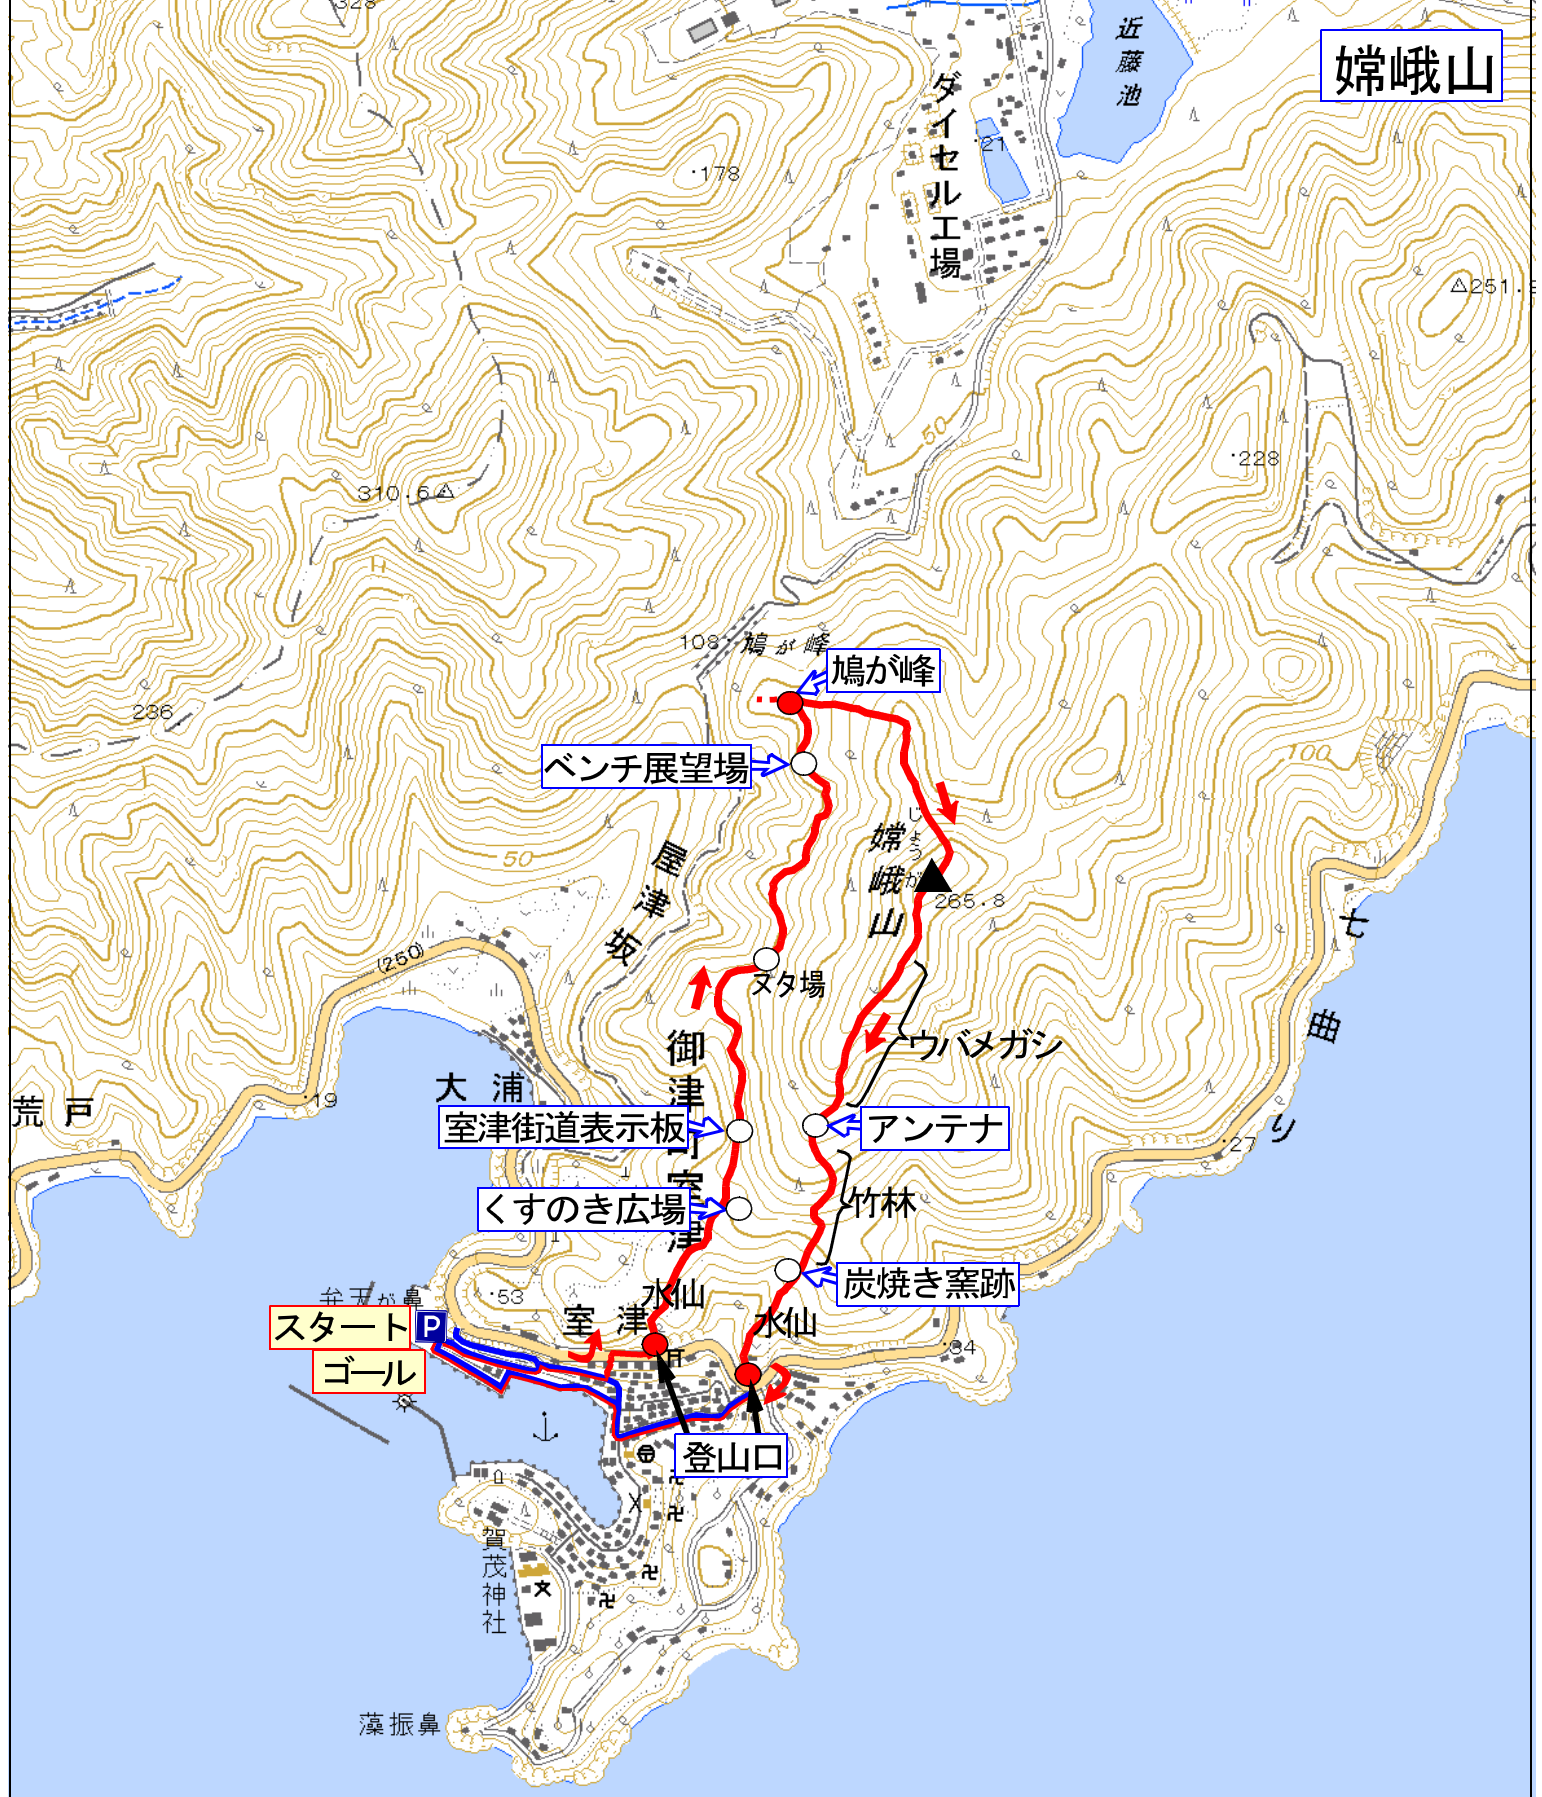 328
近藤池
嫦峨山
ダイセル工場
21
178
251.9
50
228
310.6
108
鳩が峰
鳩が峰
236
ベンチ展望場
100
じょうが
嫦峨山
265.8
50
屋津坂
七曲り
(250)
ヌタ場
御津町室津
ウバメガシ
大浦
荒戸
19
室津街道表示板
アンテナ
27
くすのき広場
竹林
炭焼き窯跡
53
弁天が鼻
水仙
水仙
室津
スタート
P
ゴール
34
登山口
賀茂神社
藻振鼻